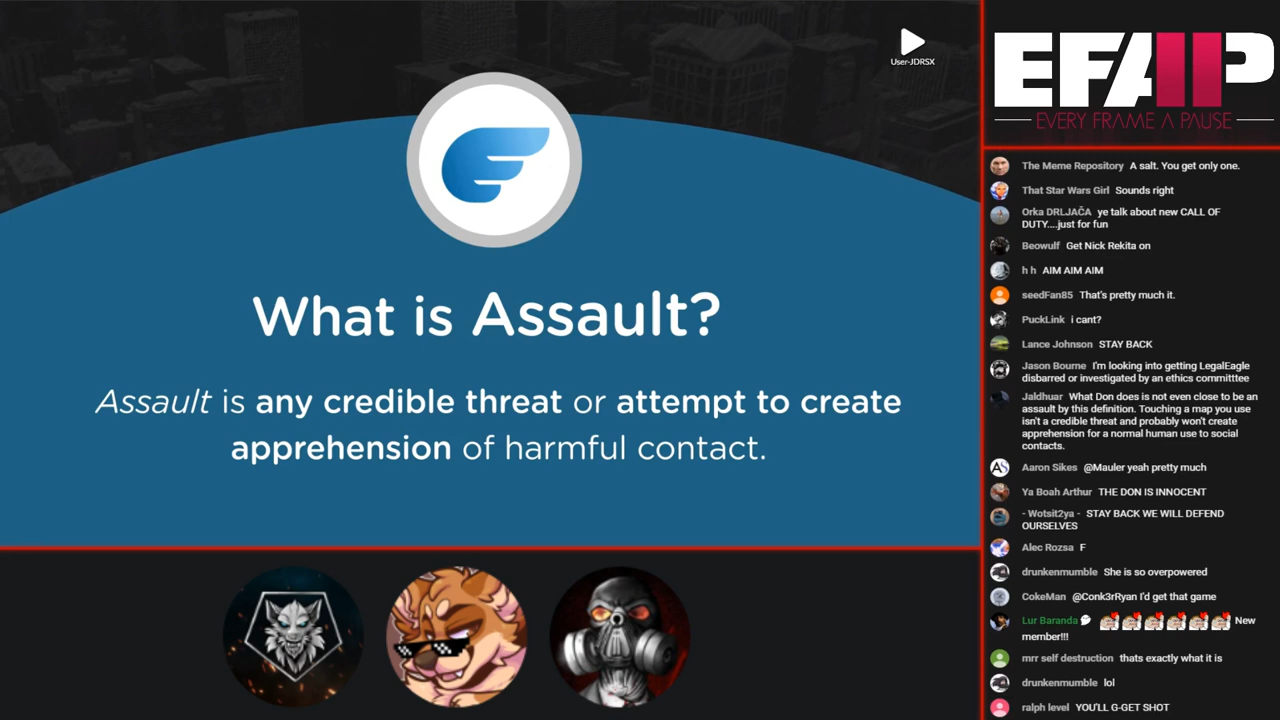 User-JDRSX
What is Assault?
Assault is any credible threat or attempt to create
apprehension of harmful contact.
EFAP
EVERY FRAME A PAUSE
The Meme Repository A salt. You get only one.
That Star Wars Girl Sounds right
Orka DRLJAČA ye talk about new CALL OF
DUTY....just for fun
Beowulf Get Nick Rekita on
h h AIM AIM AIM
seedFan85 That's pretty much it.
PuckLink i cant?
Lance Johnson STAY BACK
Jason Bourne I'm looking into getting LegalEagle
disbarred or investigated by an ethics committtee
Jaldhuar What Don does is not even close to be an
assault by this definition. Touching a map you use
isn't a credible threat and probably won't create
apprehension for a normal human use to social
contacts.
AS
Aaron Sikes @Mauler yeah pretty much
Ya Boah Arthur THE DON IS INNOCENT
- Wotsit2ya - STAY BACK WE WILL DEFEND
OURSELVES
Alec Rozsa F
drunkenmumble She is so overpowered
CokeMan @Conk3rRyan I'd get that game
Lur Baranda New
member!!!
mrr self destruction thats exactly what it is
drunkenmumble lol
ralph level YOU'LL G-GET SHOT